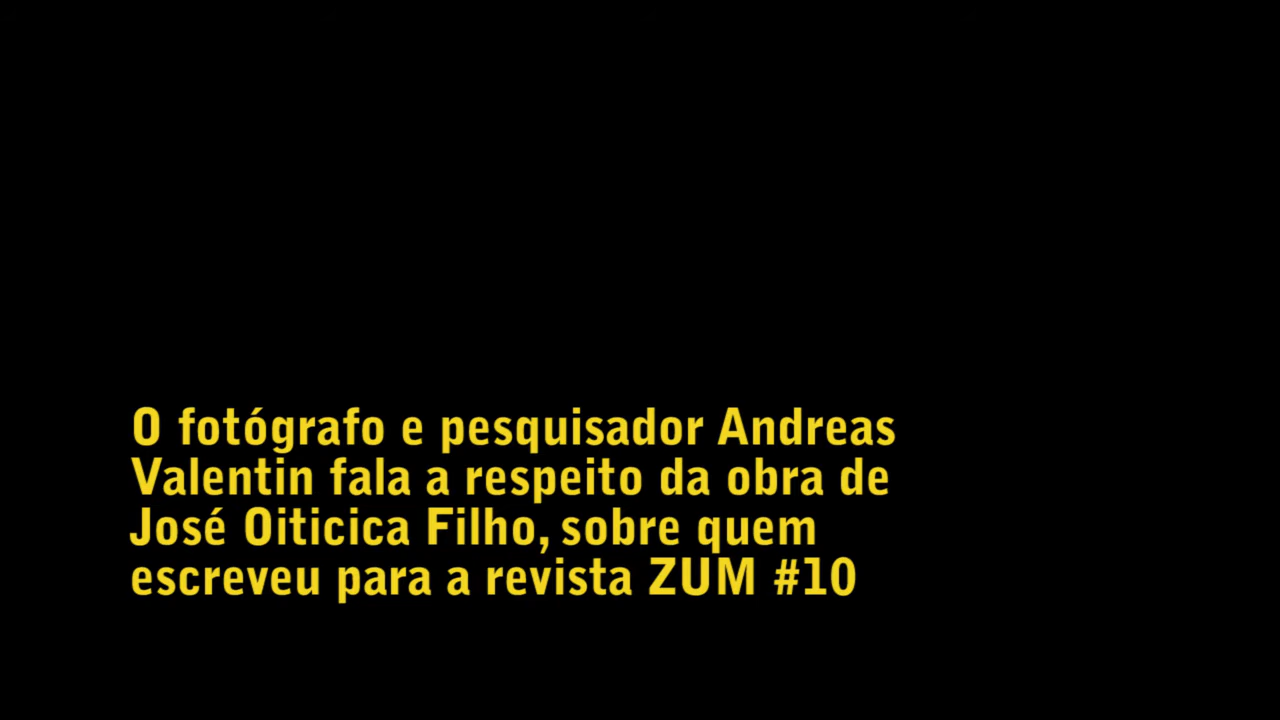 O fotógrafo e pesquisador Andreas
Valentin fala a respeito da obra de
José Oiticica Filho, sobre quem
escreveu para a revista ZUM #10